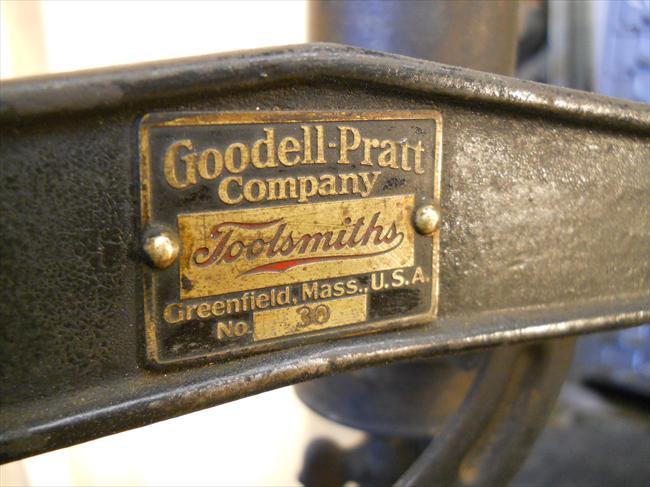 Goodell-Pratt
Company
Toolsmiths
Greenfield, Mass., U.S.A.
No. 30